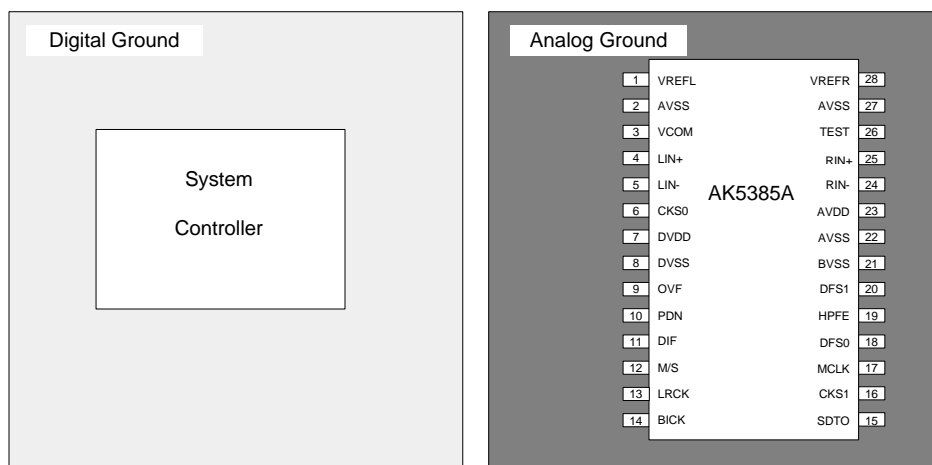 Digital Ground
System
Controller
Analog Ground
AK5385A
1 VREFL
2 AVSS
3 VCOM
4 LIN+
5 LIN-
6 CKS0
7 DVDD
8 DVSS
9 OVF
10 PDN
11 DIF
12 M/S
13 LRCK
14 BICK
VREFR 28
AVSS 27
TEST 26
RIN+ 25
RIN- 24
AVDD 23
AVSS 22
BVSS 21
DFS1 20
HPFE 19
DFS0 18
MCLK 17
CKS1 16
SDTO 15